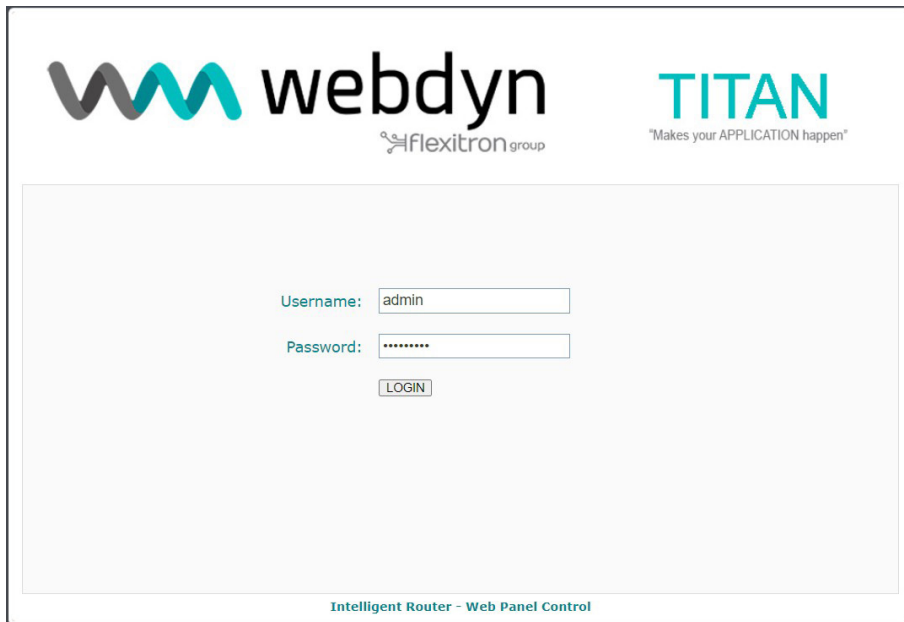 webdyn
flexitron group
TITAN
"Makes your APPLICATION happen"
Username: admin
Password: •••••••••
LOGIN
Intelligent Router - Web Panel Control